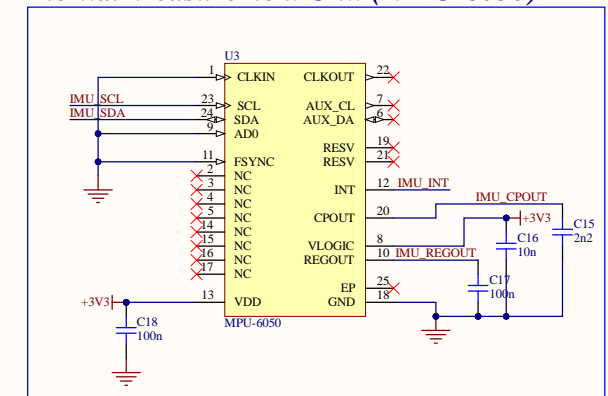 U3
1 CLKIN CLKOUT 22
23 SCL AUX_CL 7
IMU_SCL
24 SDA AUX_DA 6
IMU_SDA
9 AD0
RESV 19
11 FSYNC RESV 21
2 NC
3 NC INT 12 IMU_INT
4 NC
5 NC CPOUT 20 IMU_CPOUT
14 NC
15 NC VLOGIC 8
16 NC REGOUT 10 IMU_REGOUT
17 NC
+3V3
C15
2n2
C16
10n
C17
100n
EP 25
+3V3 13 VDD GND 18
MPU-6050
C18
100n